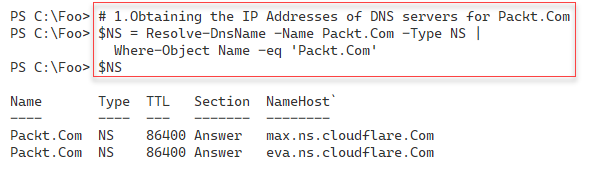 PS C:\Foo> # 1.Obtaining the IP Addresses of DNS servers for Packt.Com
PS C:\Foo> $NS = Resolve-DnsName -Name Packt.Com -Type NS |
Where-Object Name -eq 'Packt.Com'
PS C:\Foo> $NS
Name Type TTL Section NameHost`
---- ---- --- ------- --------
Packt.Com NS 86400 Answer max.ns.cloudflare.Com
Packt.Com NS 86400 Answer eva.ns.cloudflare.Com